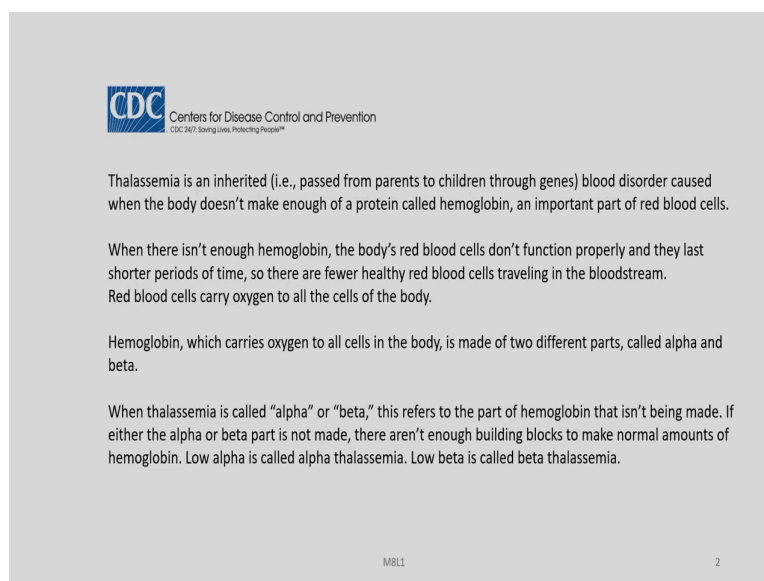 CDC
Centers for Disease Control and Prevention
CDC 24/7: Saving Lives, Protecting People™
Thalassemia is an inherited (i.e., passed from parents to children through genes) blood disorder caused
when the body doesn’t make enough of a protein called hemoglobin, an important part of red blood cells.
When there isn’t enough hemoglobin, the body’s red blood cells don’t function properly and they last
shorter periods of time, so there are fewer healthy red blood cells traveling in the bloodstream.
Red blood cells carry oxygen to all the cells of the body.
Hemoglobin, which carries oxygen to all cells in the body, is made of two different parts, called alpha and
beta.
When thalassemia is called “alpha” or “beta,” this refers to the part of hemoglobin that isn’t being made. If
either the alpha or beta part is not made, there aren’t enough building blocks to make normal amounts of
hemoglobin. Low alpha is called alpha thalassemia. Low beta is called beta thalassemia.
M8L1
2